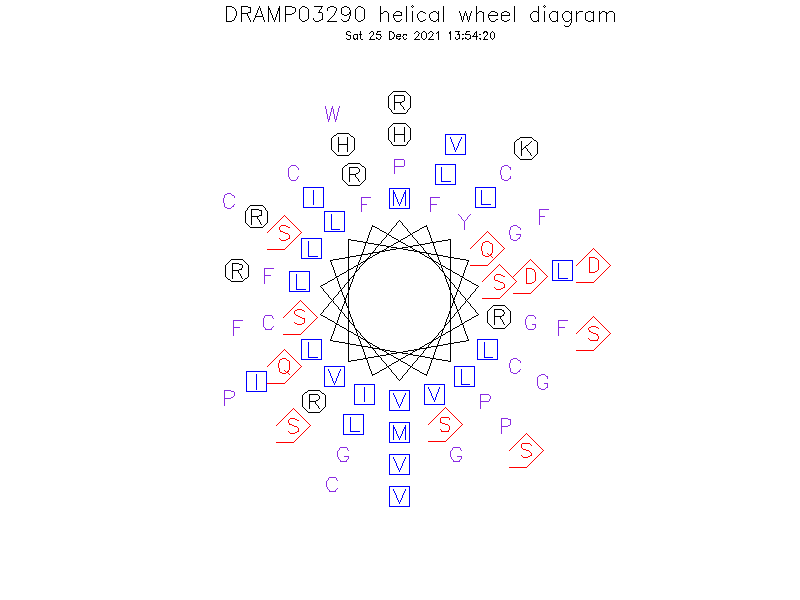 DRAMP03290 helical wheel diagram
Sat 25 Dec 2021 13:54:20
R
W
H H V K
P
C R L C
I M L
C F F
R L Y F
S G
L Q
R F D L D
L S
S R
C G
F F S
L L
Q C
I V L G
P R I V V P
S L S P
M
G G S
V
C
V